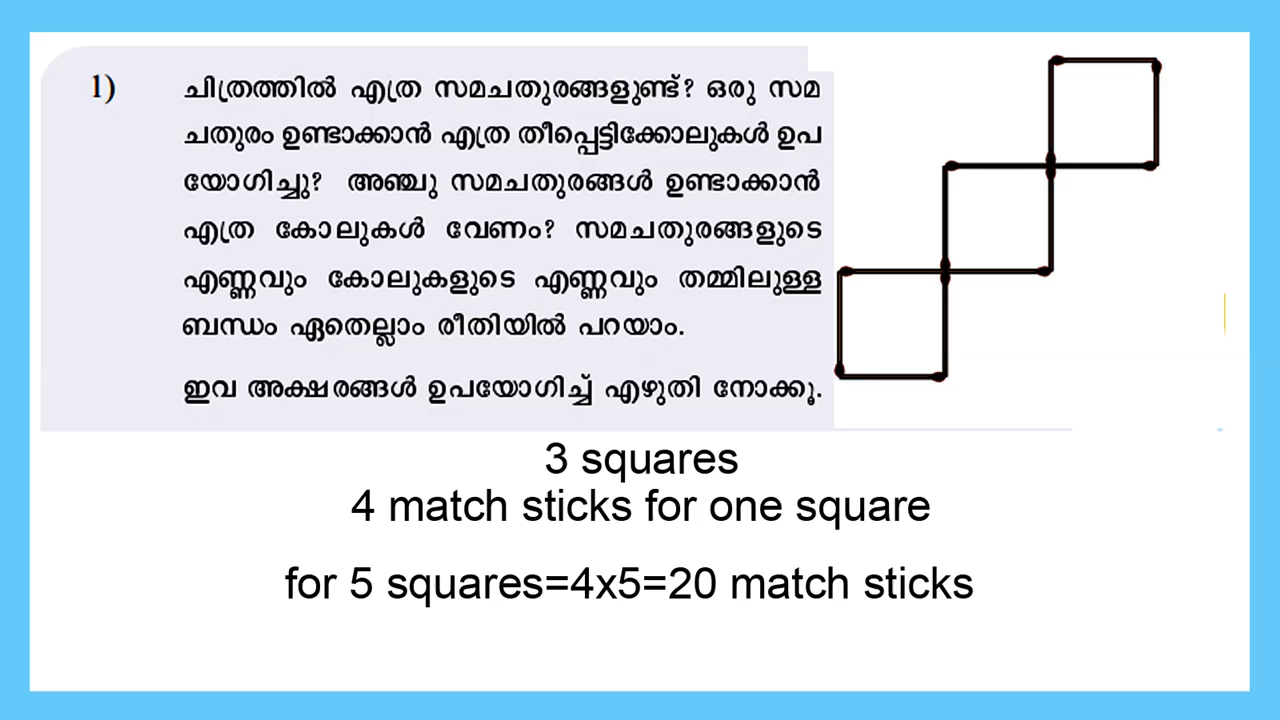 1) ചിത്രത്തിൽ എത്ര സമചതുരങ്ങളുണ്ട്? ഒരു സമ
ചതുരം ഉണ്ടാക്കാൻ എത്ര തീപ്പെട്ടിക്കോലുകൾ ഉപ
യോഗിച്ചു? അഞ്ചു സമചതുരങ്ങൾ ഉണ്ടാക്കാൻ
എത്ര കോലുകൾ വേണം? സമചതുരങ്ങളുടെ
എണ്ണവും കോലുകളുടെ എണ്ണവും തമ്മിലുള്ള
ബന്ധം ഏതെല്ലാം രീതിയിൽ പറയാം.
ഇവ അക്ഷരങ്ങൾ ഉപയോഗിച്ച് എഴുതി നോക്കൂ.
3 squares
4 match sticks for one square
for 5 squares=4x5=20 match sticks